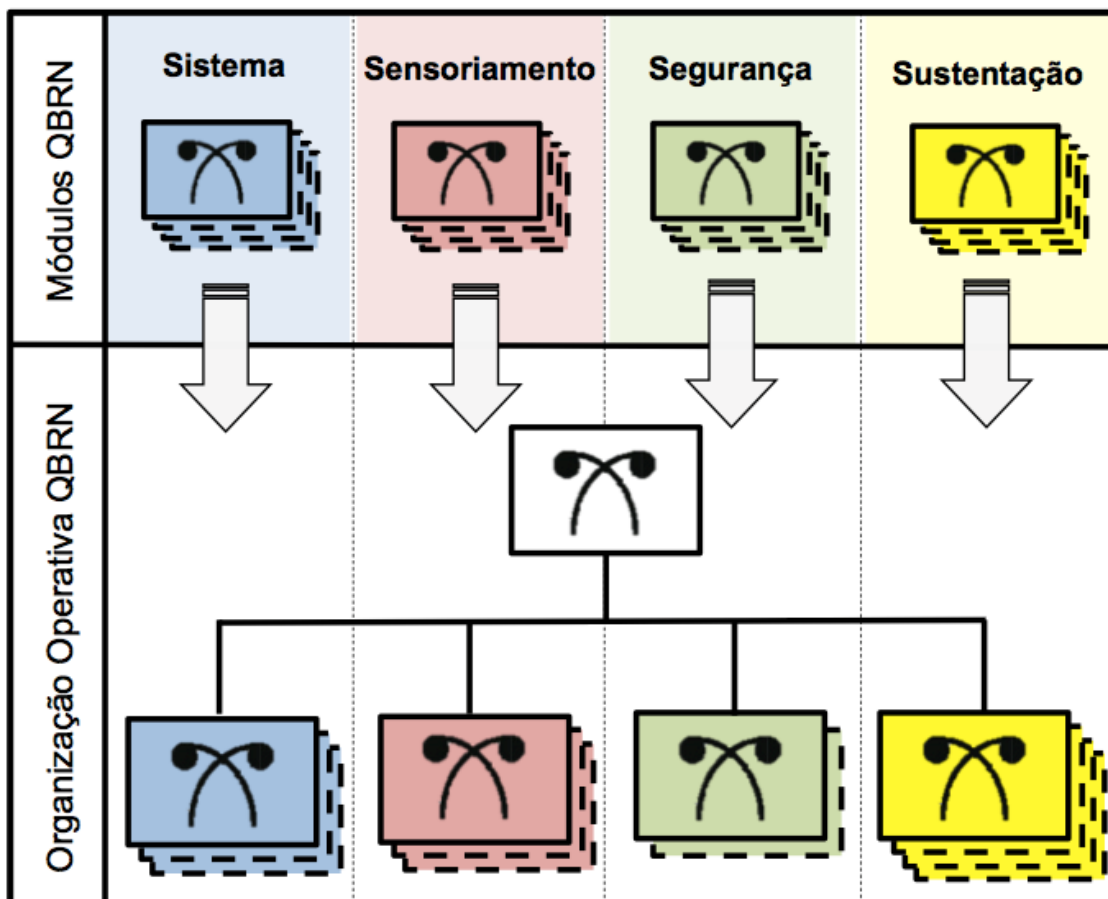 Módulos QBRN
Sistema
Sensoriamento
Segurança
Sustentação
Organização Operativa QBRN